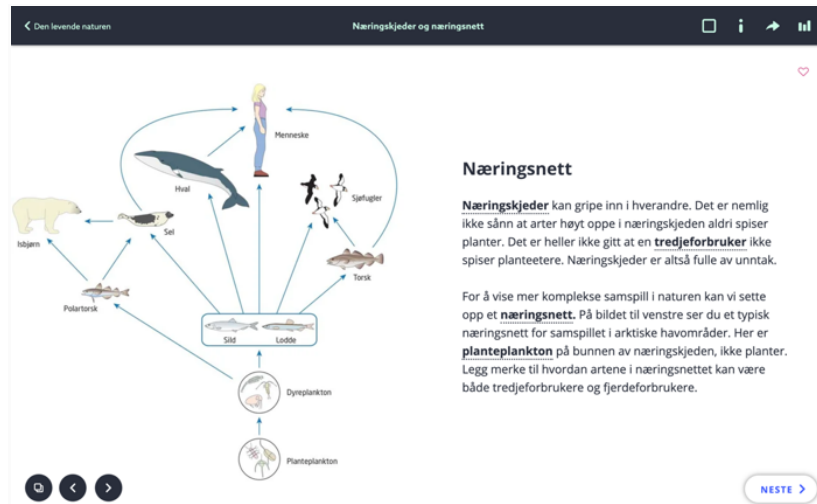 Den levende naturen
Næringskjeder og næringsnett
Menneske
Hval
Sjøfugler
Sel
Isbjørn
Torsk
Polartorsk
Sild Lodde
Dyreplankton
Planteplankton
Næringsnett
Næringskjeder kan gripe inn i hverandre. Det er nemlig
ikke sånn at arter høyt oppe i næringskjeden aldri spiser
planter. Det er heller ikke gitt at en tredjeforbruker ikke
spiser planteetere. Næringskjeder er altså fulle av unntak.
For å vise mer komplekse samspill i naturen kan vi sette
opp et næringsnett. På bildet til venstre ser du et typisk
næringsnett for samspillet i arktiske havområder. Her er
planteplankton på bunnen av næringskjeden, ikke planter.
Legg merke til hvordan artene i næringsnettet kan være
både tredjeforbrukere og fjerdeforbrukere.
NESTE